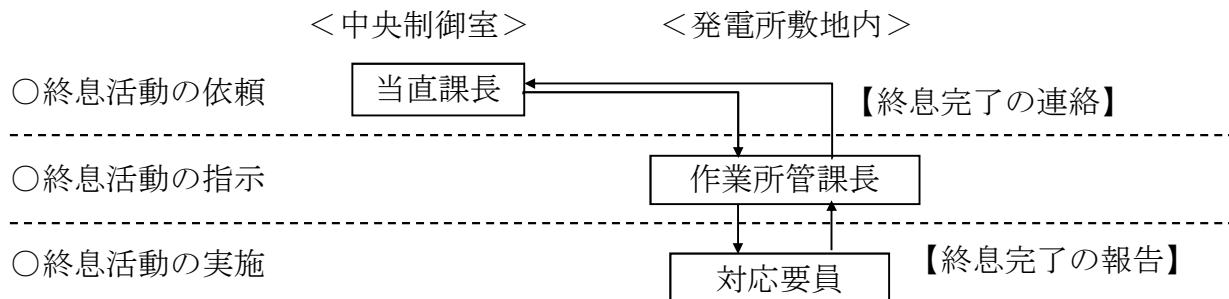 ＜中央制御室＞ ＜発電所敷地内＞
○終息活動の依頼 当直課長 【終息完了の連絡】
○終息活動の指示 作業所管課長
○終息活動の実施 対応要員 【終息完了の報告】